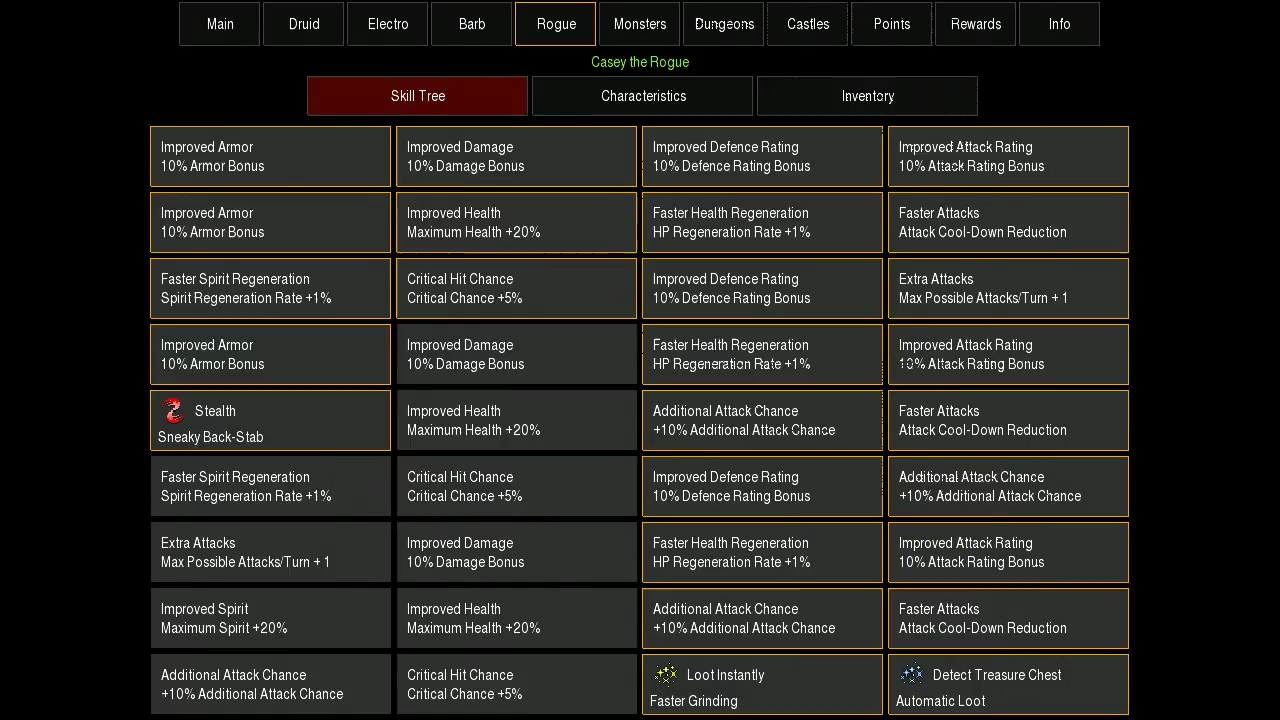 Main Druid Electro Barb Rogue Monsters Dungeons Castles Points Rewards Info
Casey the Rogue
Skill Tree Characteristics Inventory
Improved Armor Improved Damage Improved Defence Rating Improved Attack Rating
10% Armor Bonus 10% Damage Bonus 10% Defence Rating Bonus 10% Attack Rating Bonus
Improved Armor Improved Health Faster Health Regeneration Faster Attacks
10% Armor Bonus Maximum Health +20% HP Regeneration Rate +1% Attack Cool-Down Reduction
Faster Spirit Regeneration Critical Hit Chance Improved Defence Rating Extra Attacks
Spirit Regeneration Rate +1% Critical Chance +5% 10% Defence Rating Bonus Max Possible Attacks/Turn + 1
Improved Armor Improved Damage Faster Health Regeneration Improved Attack Rating
10% Armor Bonus 10% Damage Bonus HP Regeneration Rate +1% 10% Attack Rating Bonus
Stealth Improved Health Additional Attack Chance Faster Attacks
Sneaky Back-Stab Maximum Health +20% +10% Additional Attack Chance Attack Cool-Down Reduction
Faster Spirit Regeneration Critical Hit Chance Improved Defence Rating Additional Attack Chance
Spirit Regeneration Rate +1% Critical Chance +5% 10% Defence Rating Bonus +10% Additional Attack Chance
Extra Attacks Improved Damage Faster Health Regeneration Improved Attack Rating
Max Possible Attacks/Turn + 1 10% Damage Bonus HP Regeneration Rate +1% 10% Attack Rating Bonus
Improved Spirit Improved Health Additional Attack Chance Faster Attacks
Maximum Spirit +20% Maximum Health +20% +10% Additional Attack Chance Attack Cool-Down Reduction
Additional Attack Chance Critical Hit Chance Loot Instantly Detect Treasure Chest
+10% Additional Attack Chance Critical Chance +5% Faster Grinding Automatic Loot